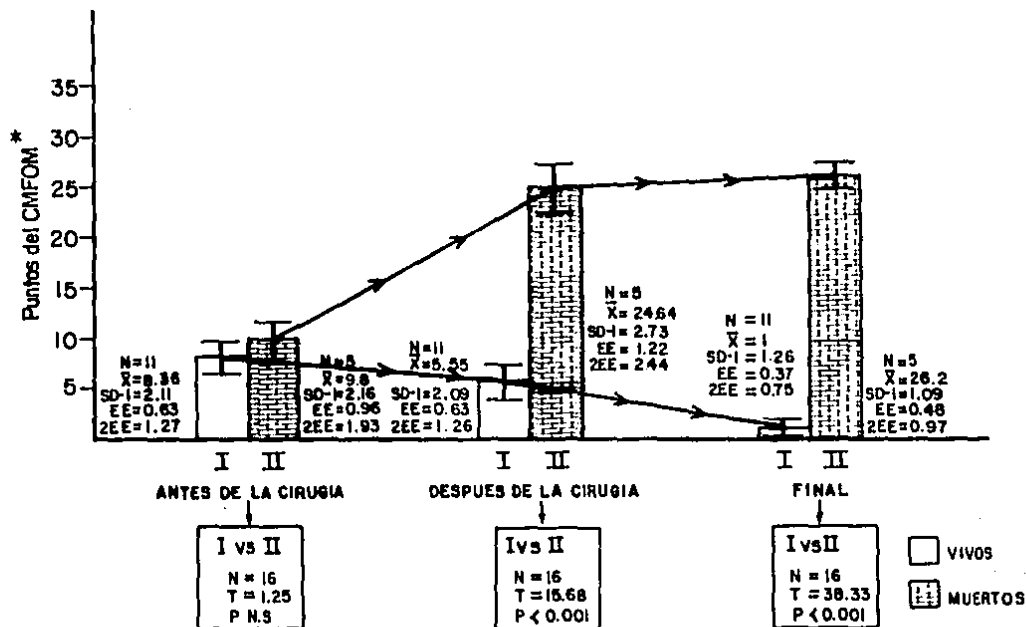 Puntos del CMFOM*
35
30
25
20
15
10
5
N=11
X̄=8.36
SD-1=2.11
EE=0.63
2EE=1.27
N=5
X̄=9.8
SD-1=2.16
EE=0.96
2EE=1.93
N=11
X̄=5.55
SD-1=2.09
EE=0.63
2EE=1.26
N=5
X̄=24.64
SD-1=2.73
EE=1.22
2EE=2.44
N=11
X̄=1
SD-1=1.26
EE=0.37
2EE=0.75
N=5
X̄=26.2
SD-1=1.09
EE=0.48
2EE=0.97
I II
ANTES DE LA CIRUGIA
I II
DESPUES DE LA CIRUGIA
I II
FINAL
I vs II
N=16
T=1.25
P N.S
I vs II
N=16
T=15.68
P<0.001
I vs II
N=16
T=38.33
P<0.001
VIVOS
MUERTOS